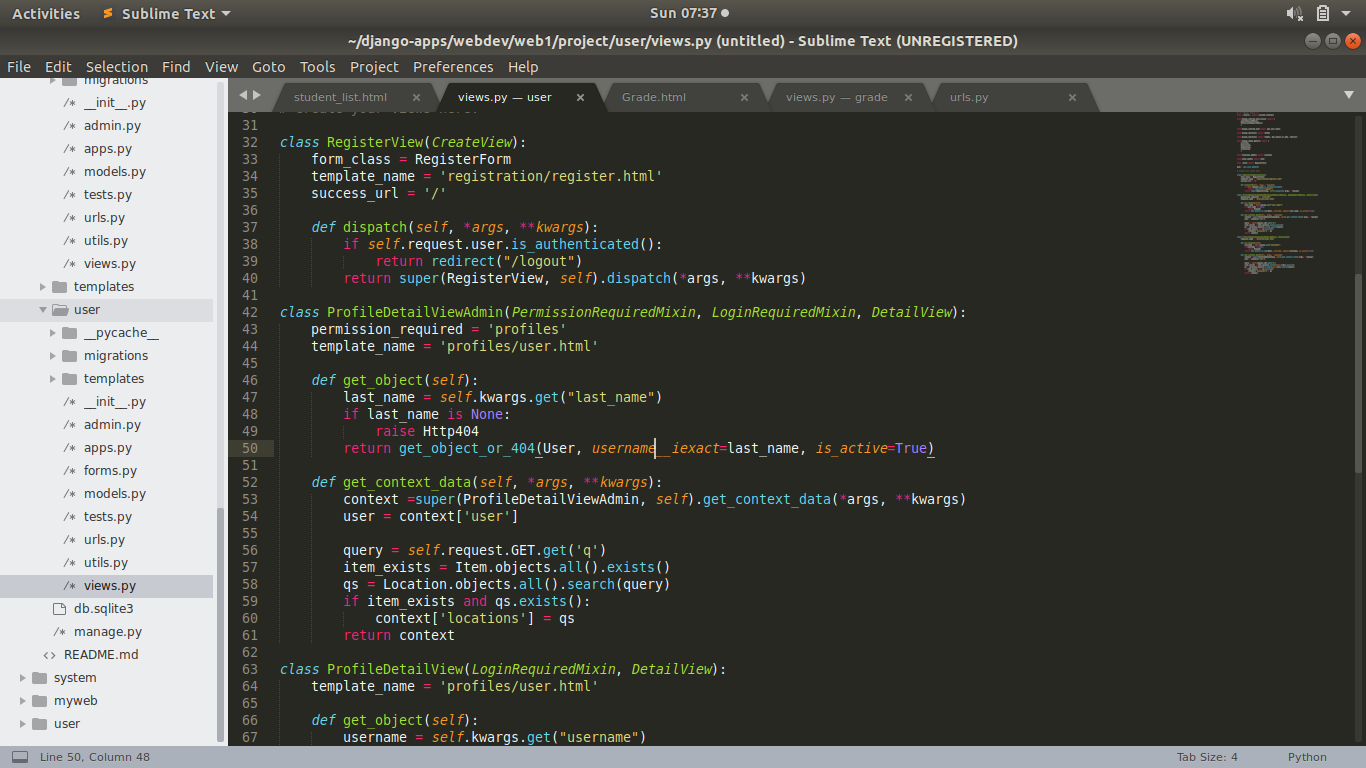 Activities Sublime Text Sun 07:37
~/django-apps/webdev/web1/project/user/views.py (untitled) - Sublime Text (UNREGISTERED)
File Edit Selection Find View Goto Tools Project Preferences Help
migrations
__init__.py
admin.py
apps.py
models.py
tests.py
urls.py
utils.py
views.py
templates
user
__pycache__
migrations
templates
__init__.py
admin.py
apps.py
forms.py
models.py
tests.py
urls.py
utils.py
views.py
db.sqlite3
manage.py
README.md
system
myweb
user
student_list.html views.py — user Grade.html views.py — grade urls.py
31
32 class RegisterView(CreateView):
33     form_class = RegisterForm
34     template_name = 'registration/register.html'
35     success_url = '/'
36
37     def dispatch(self, *args, **kwargs):
38         if self.request.user.is_authenticated():
39             return redirect("/logout")
40         return super(RegisterView, self).dispatch(*args, **kwargs)
41
42 class ProfileDetailViewAdmin(PermissionRequiredMixin, LoginRequiredMixin, DetailView):
43     permission_required = 'profiles'
44     template_name = 'profiles/user.html'
45
46     def get_object(self):
47         last_name = self.kwargs.get("last_name")
48         if last_name is None:
49             raise Http404
50         return get_object_or_404(User, username__iexact=last_name, is_active=True)
51
52     def get_context_data(self, *args, **kwargs):
53         context =super(ProfileDetailViewAdmin, self).get_context_data(*args, **kwargs)
54         user = context['user']
55
56         query = self.request.GET.get('q')
57         item_exists = Item.objects.all().exists()
58         qs = Location.objects.all().search(query)
59         if item_exists and qs.exists():
60             context['locations'] = qs
61         return context
62
63 class ProfileDetailView(LoginRequiredMixin, DetailView):
64     template_name = 'profiles/user.html'
65
66     def get_object(self):
67         username = self.kwargs.get("username")
Line 50, Column 48 Tab Size: 4 Python